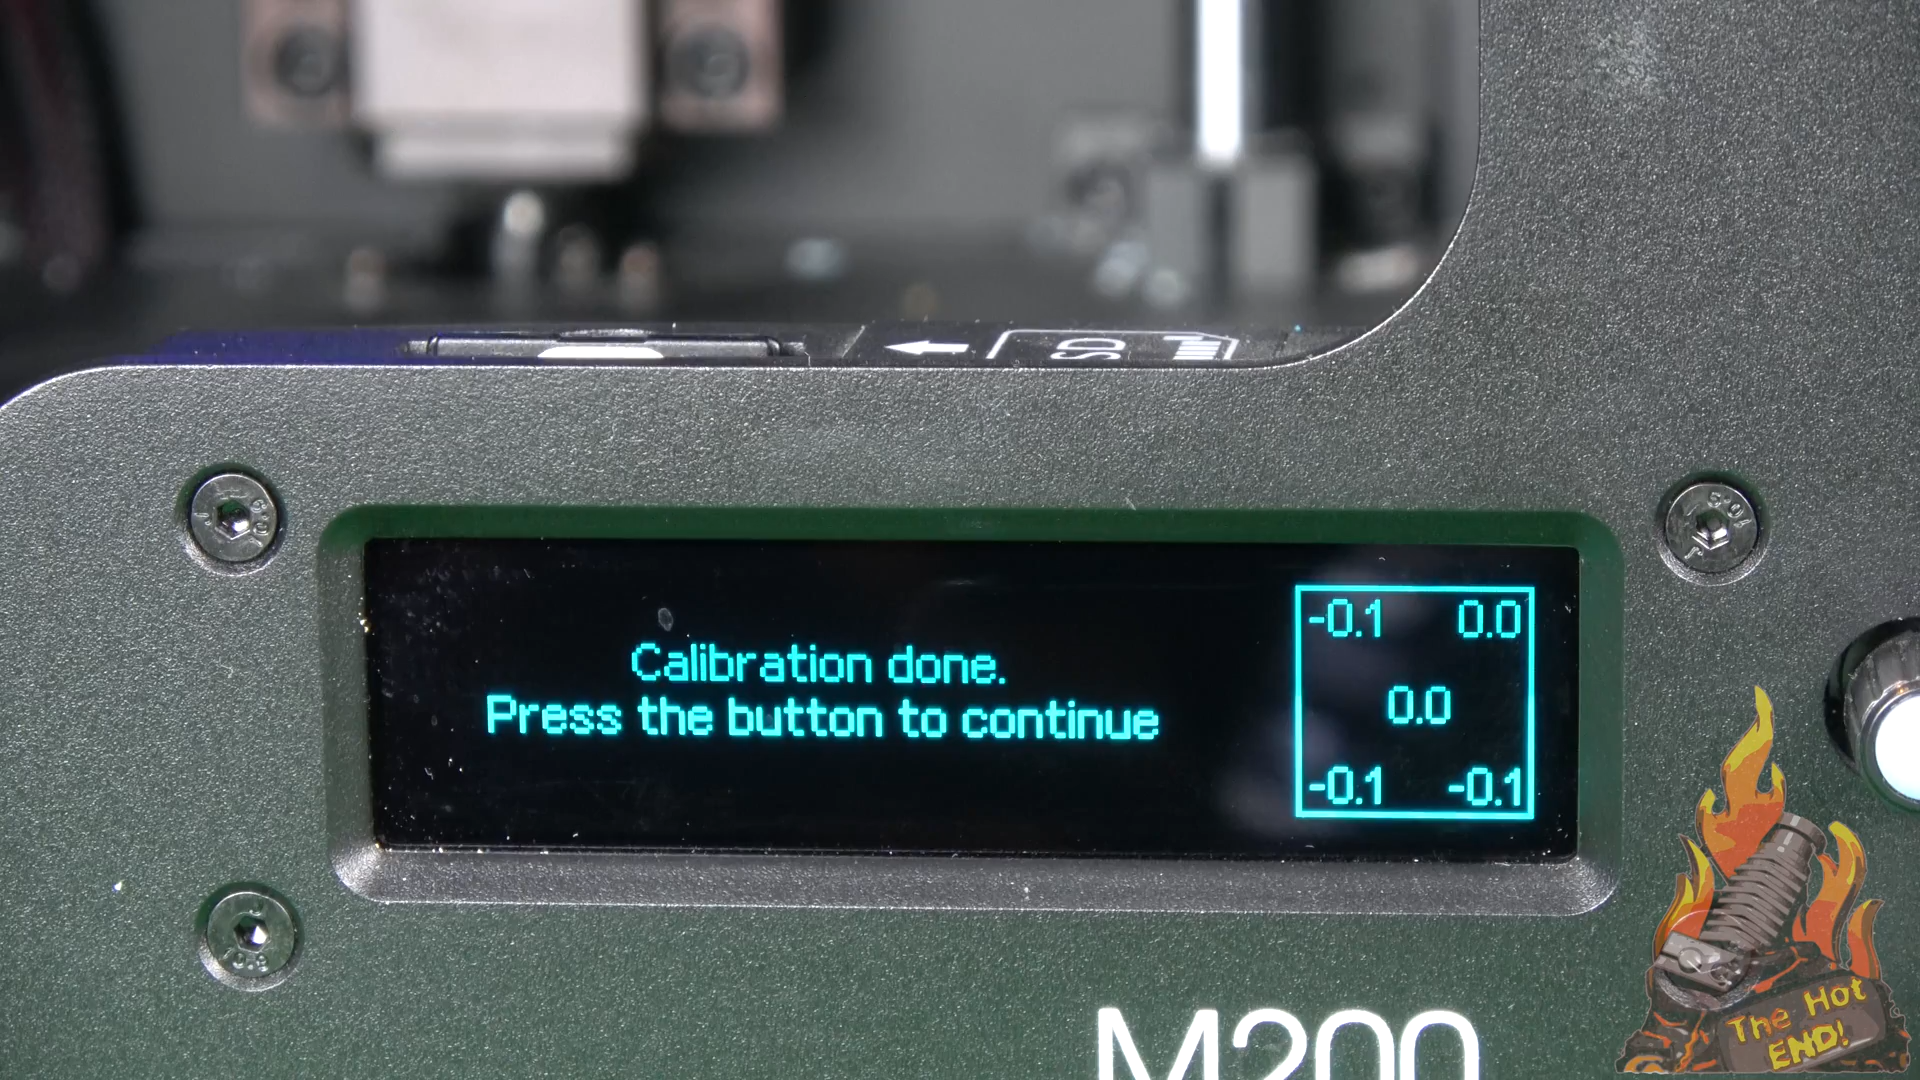 SD
Calibration done.
Press the button to continue
-0.1 0.0
0.0
-0.1 -0.1
M200
The Hot
END!